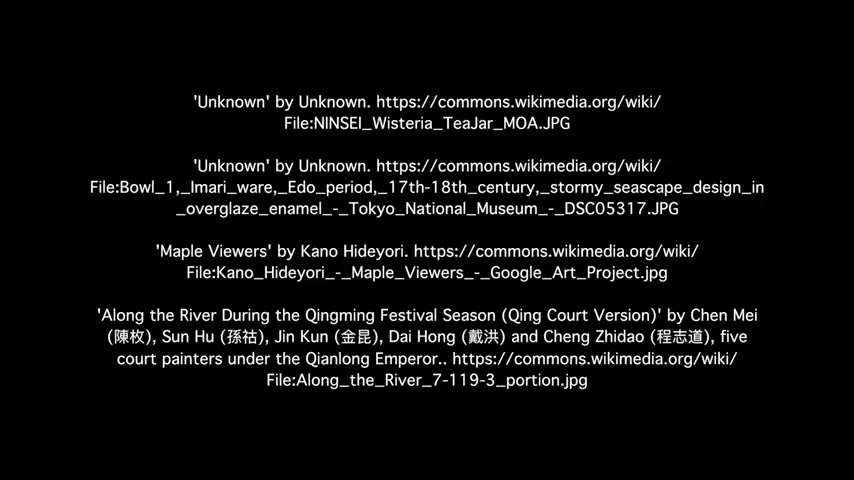 'Unknown' by Unknown. https://commons.wikimedia.org/wiki/
File:NINSEI_Wisteria_TeaJar_MOA.JPG
'Unknown' by Unknown. https://commons.wikimedia.org/wiki/
File:Bowl_1,_Imari_ware,_Edo_period,_17th-18th_century,_stormy_seascape_design_in
_overglaze_enamel_-_Tokyo_National_Museum_-_DSC05317.JPG
'Maple Viewers' by Kano Hideyori. https://commons.wikimedia.org/wiki/
File:Kano_Hideyori_-_Maple_Viewers_-_Google_Art_Project.jpg
'Along the River During the Qingming Festival Season (Qing Court Version)' by Chen Mei
(陳枚), Sun Hu (孫祜), Jin Kun (金昆), Dai Hong (戴洪) and Cheng Zhidao (程志道), five
court painters under the Qianlong Emperor.. https://commons.wikimedia.org/wiki/
File:Along_the_River_7-119-3_portion.jpg